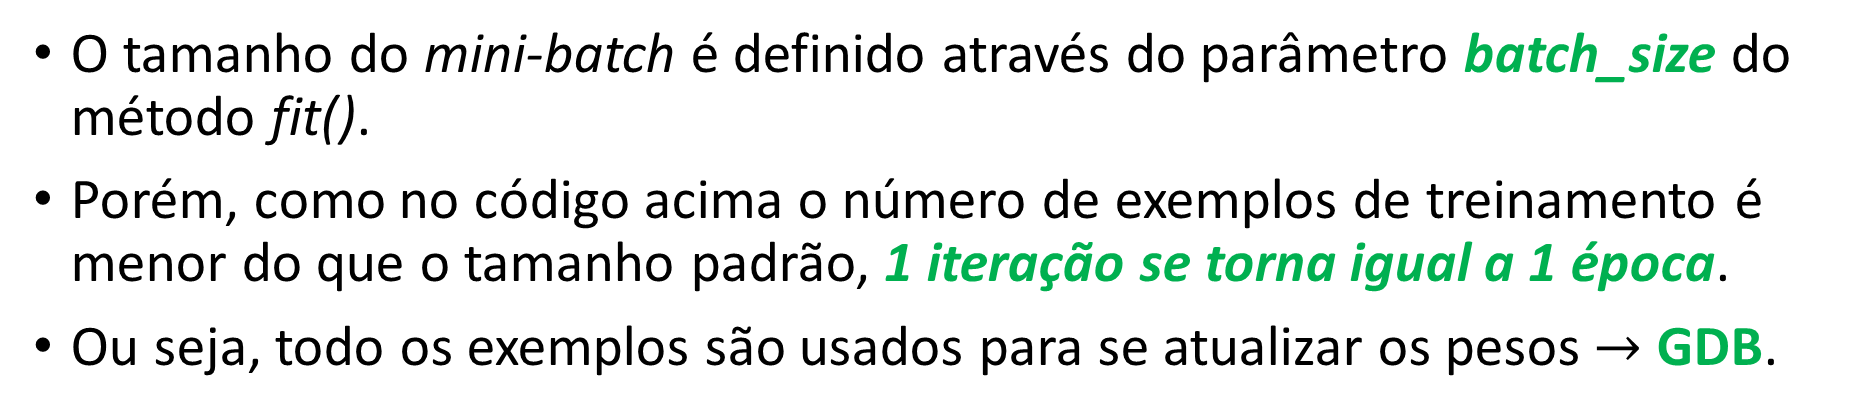 • O tamanho do mini-batch é definido através do parâmetro batch_size do
método fit().
• Porém, como no código acima o número de exemplos de treinamento é
menor do que o tamanho padrão, 1 iteração se torna igual a 1 época.
• Ou seja, todo os exemplos são usados para se atualizar os pesos → GDB.